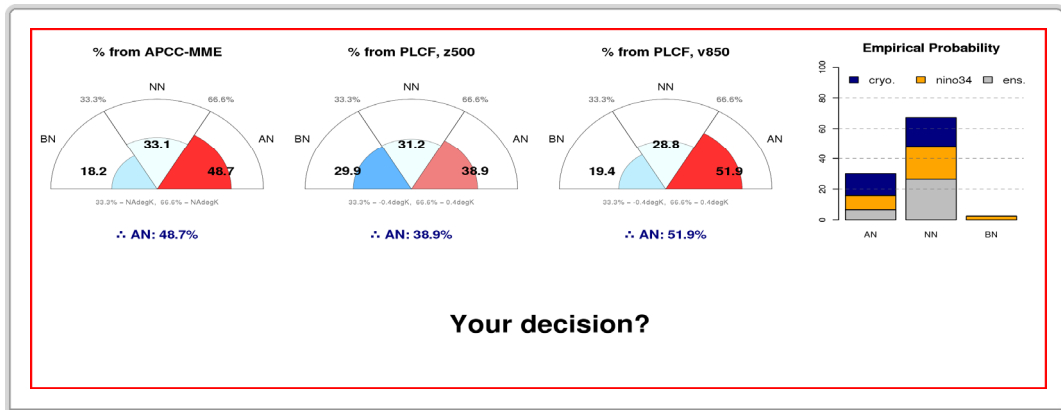 % from APCC-MME
NN
33.3%
66.6%
BN
AN
33.1
18.2
48.7
33.3% = NAdegK, 66.6% = NAdegK
∴ AN: 48.7%
% from PLCF, z500
NN
33.3%
66.6%
BN
AN
31.2
29.9
38.9
33.3% = -0.4degK, 66.6% = 0.4degK
∴ AN: 38.9%
% from PLCF, v850
NN
33.3%
66.6%
BN
AN
28.8
19.4
51.9
33.3% = -0.4degK, 66.6% = 0.4degK
∴ AN: 51.9%
Empirical Probability
cryo. nino34 ens.
100
80
60
40
20
0
AN NN BN
Your decision?